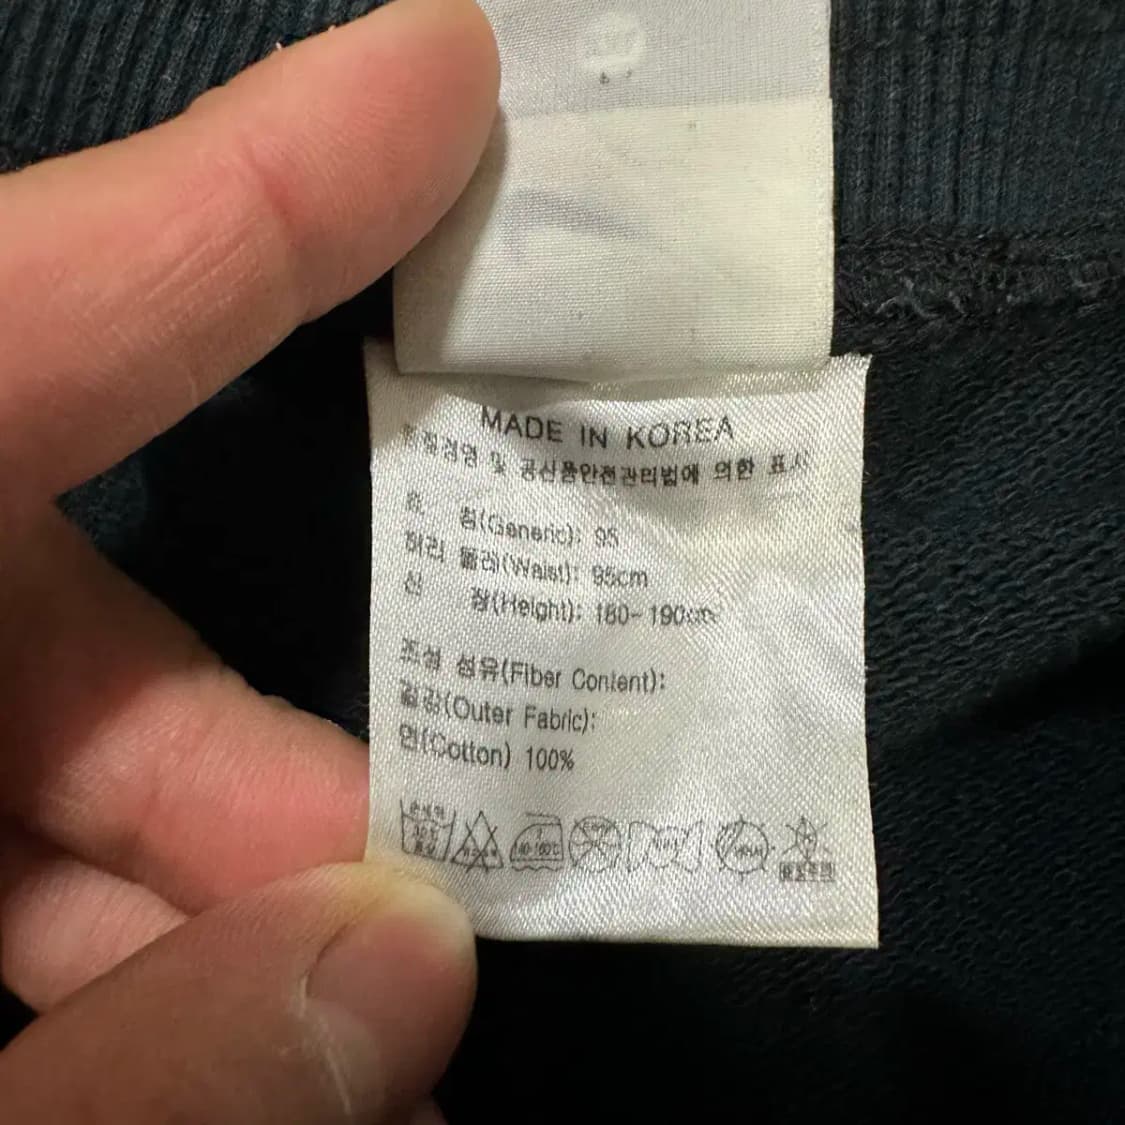 MADE IN KOREA
품질경영 및 공산품안전관리법에 의한 표시
호 칭(Generic): 95
허리 둘레(Waist): 95cm
신 장(Height): 180-190cm
조성 섬유(Fiber Content):
겉감(Outer Fabric):
면(Cotton) 100%